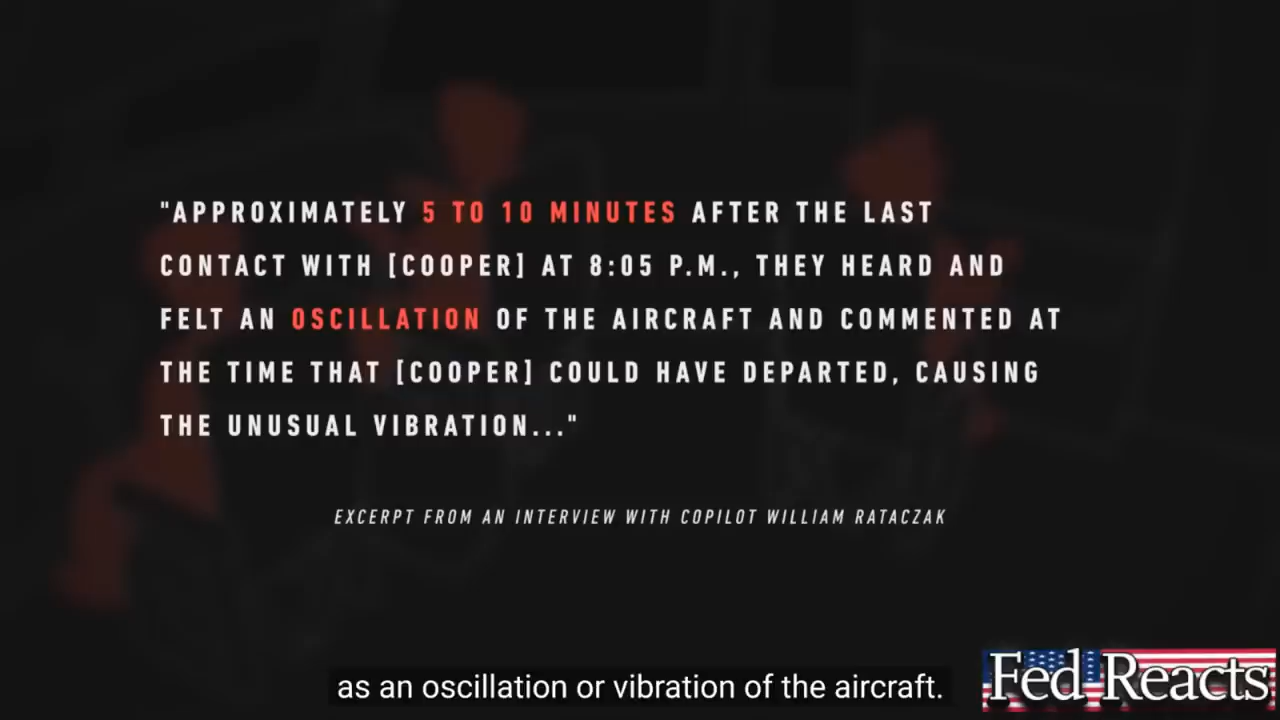 "APPROXIMATELY 5 TO 10 MINUTES AFTER THE LAST
CONTACT WITH [COOPER] AT 8:05 P.M., THEY HEARD AND
FELT AN OSCILLATION OF THE AIRCRAFT AND COMMENTED AT
THE TIME THAT [COOPER] COULD HAVE DEPARTED, CAUSING
THE UNUSUAL VIBRATION..."
EXCERPT FROM AN INTERVIEW WITH COPILOT WILLIAM RATACZAK
as an oscillation or vibration of the aircraft.
Fed Reacts